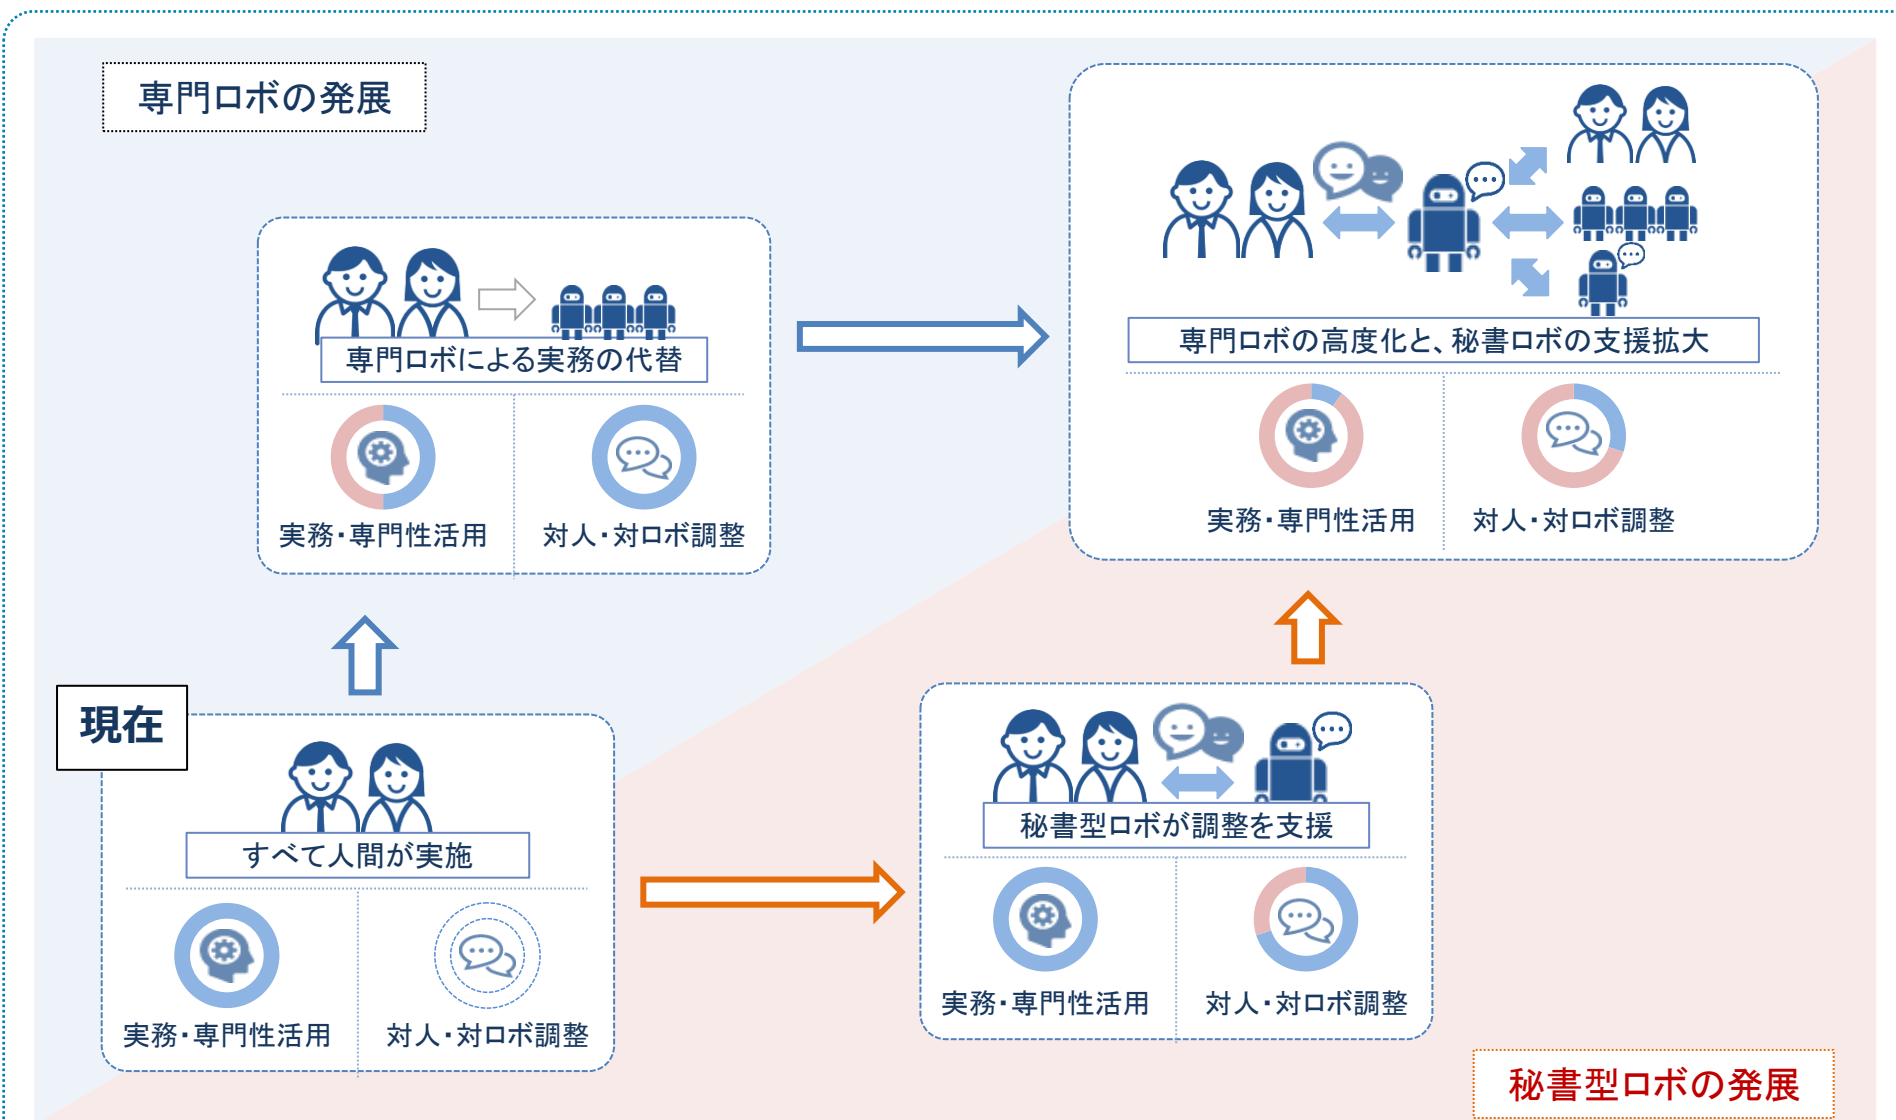 専門ロボの発展
専門ロボの高度化と、秘書ロボの支援拡大
実務・専門性活用
対人・対ロボ調整
専門ロボによる実務の代替
実務・専門性活用
対人・対ロボ調整
現在
すべて人間が実施
実務・専門性活用
対人・対ロボ調整
秘書型ロボが調整を支援
実務・専門性活用
対人・対ロボ調整
秘書型ロボの発展